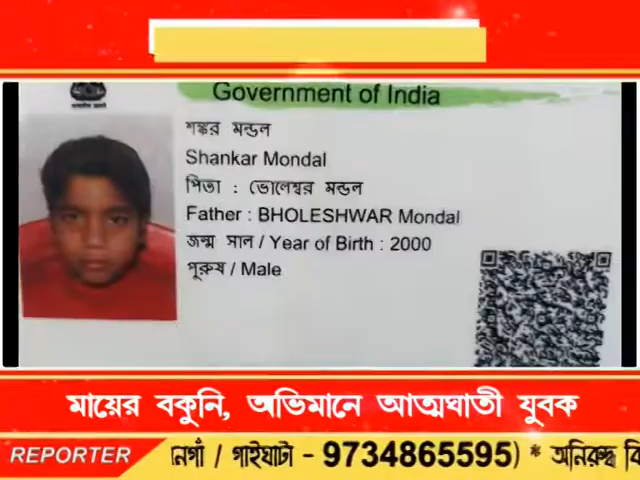 Government of India
শঙ্কর মন্ডল
Shankar Mondal
পিতা : ভোলেশ্বর মন্ডল
Father : BHOLESHWAR Mondal
জন্ম সাল / Year of Birth : 2000
পুরুষ / Male
মায়ের বকুনি, অভিমানে আত্মঘাতী যুবক
REPORTER নেগাঁ / গাইঘাটা - 9734865595) * অনিরুদ্ধ বি